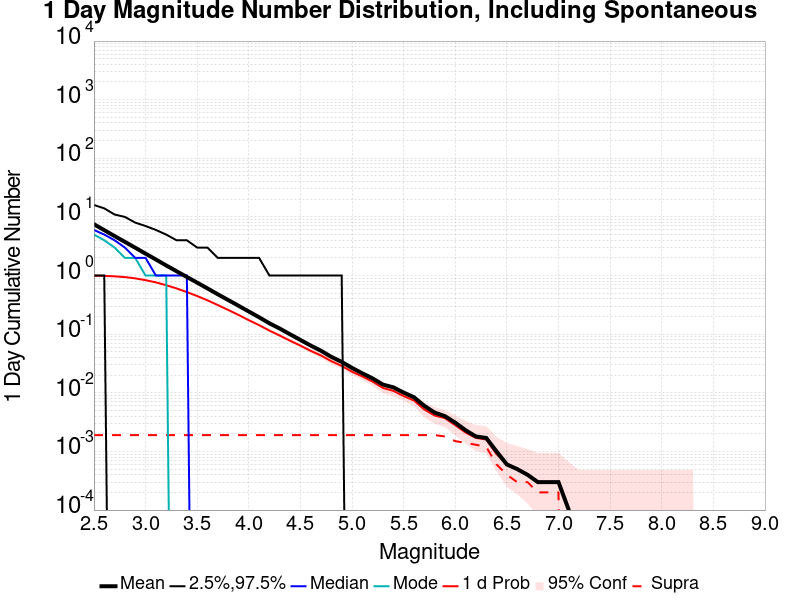 1 Day Magnitude Number Distribution, Including Spontaneous
10^4
10^3
10^2
10^1
10^0
10^-1
10^-2
10^-3
10^-4
1 Day Cumulative Number
2.5 3.0 3.5 4.0 4.5 5.0 5.5 6.0 6.5 7.0 7.5 8.0 8.5 9.0
Magnitude
Mean 2.5%,97.5% Median Mode 1 d Prob 95% Conf Supra